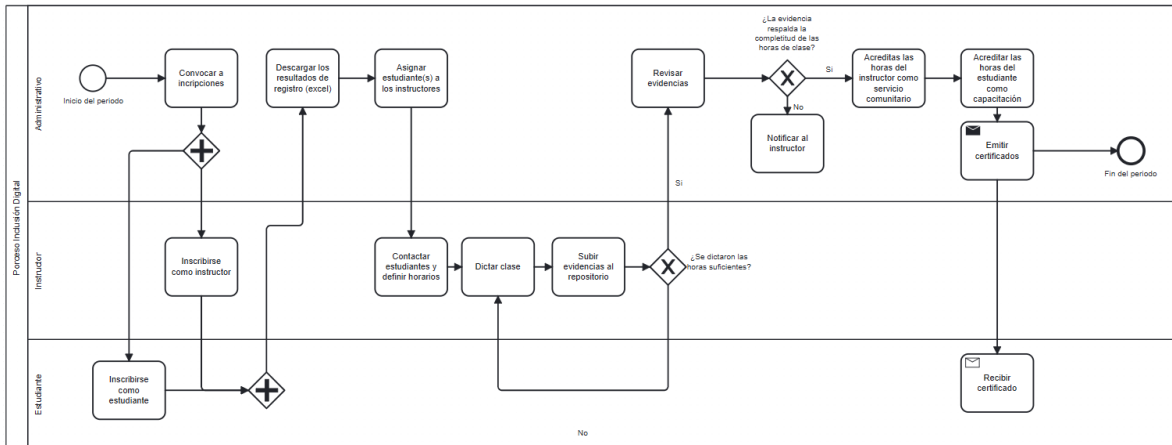 Porceso Inclusión Digital
Administrativo
Inicio del periodo
Convocar a
incripciones
Descargar los
resultados de
registro (excel)
Asignar
estudiante(s) a
los instructores
Revisar
evidencias
¿La evidencia
respalda la
completitud de las
horas de clase?
Si
No
Notificar al
instructor
Acreditas las
horas del
instructor como
servicio
comunitario
Acreditar las
horas del
estudiante
como
capacitación
Emitir
certificados
Fin del periodo
Instructor
Inscribirse
como instructor
Contactar
estudiantes y
definir horarios
Dictar clase
Subir
evidencias al
repositorio
Si
¿Se dictaron las
horas suficientes?
Estudiante
Inscribirse
como
estudiante
No
Recibir
certificado